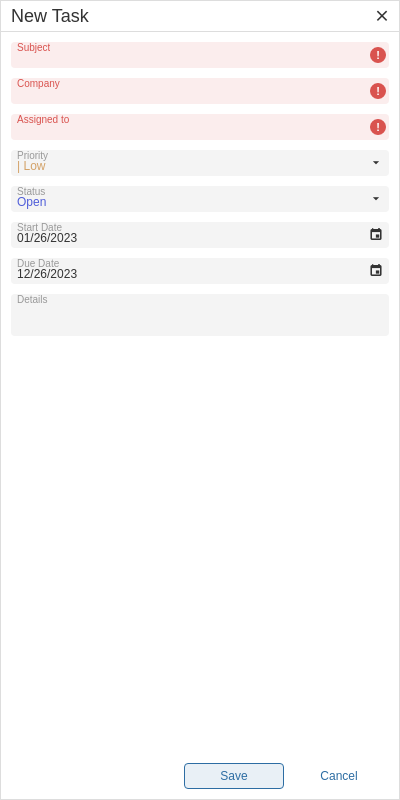 New Task
Subject
!
Company
!
Assigned to
!
Priority
| Low
Status
Open
Start Date
01/26/2023
Due Date
12/26/2023
Details
Save Cancel